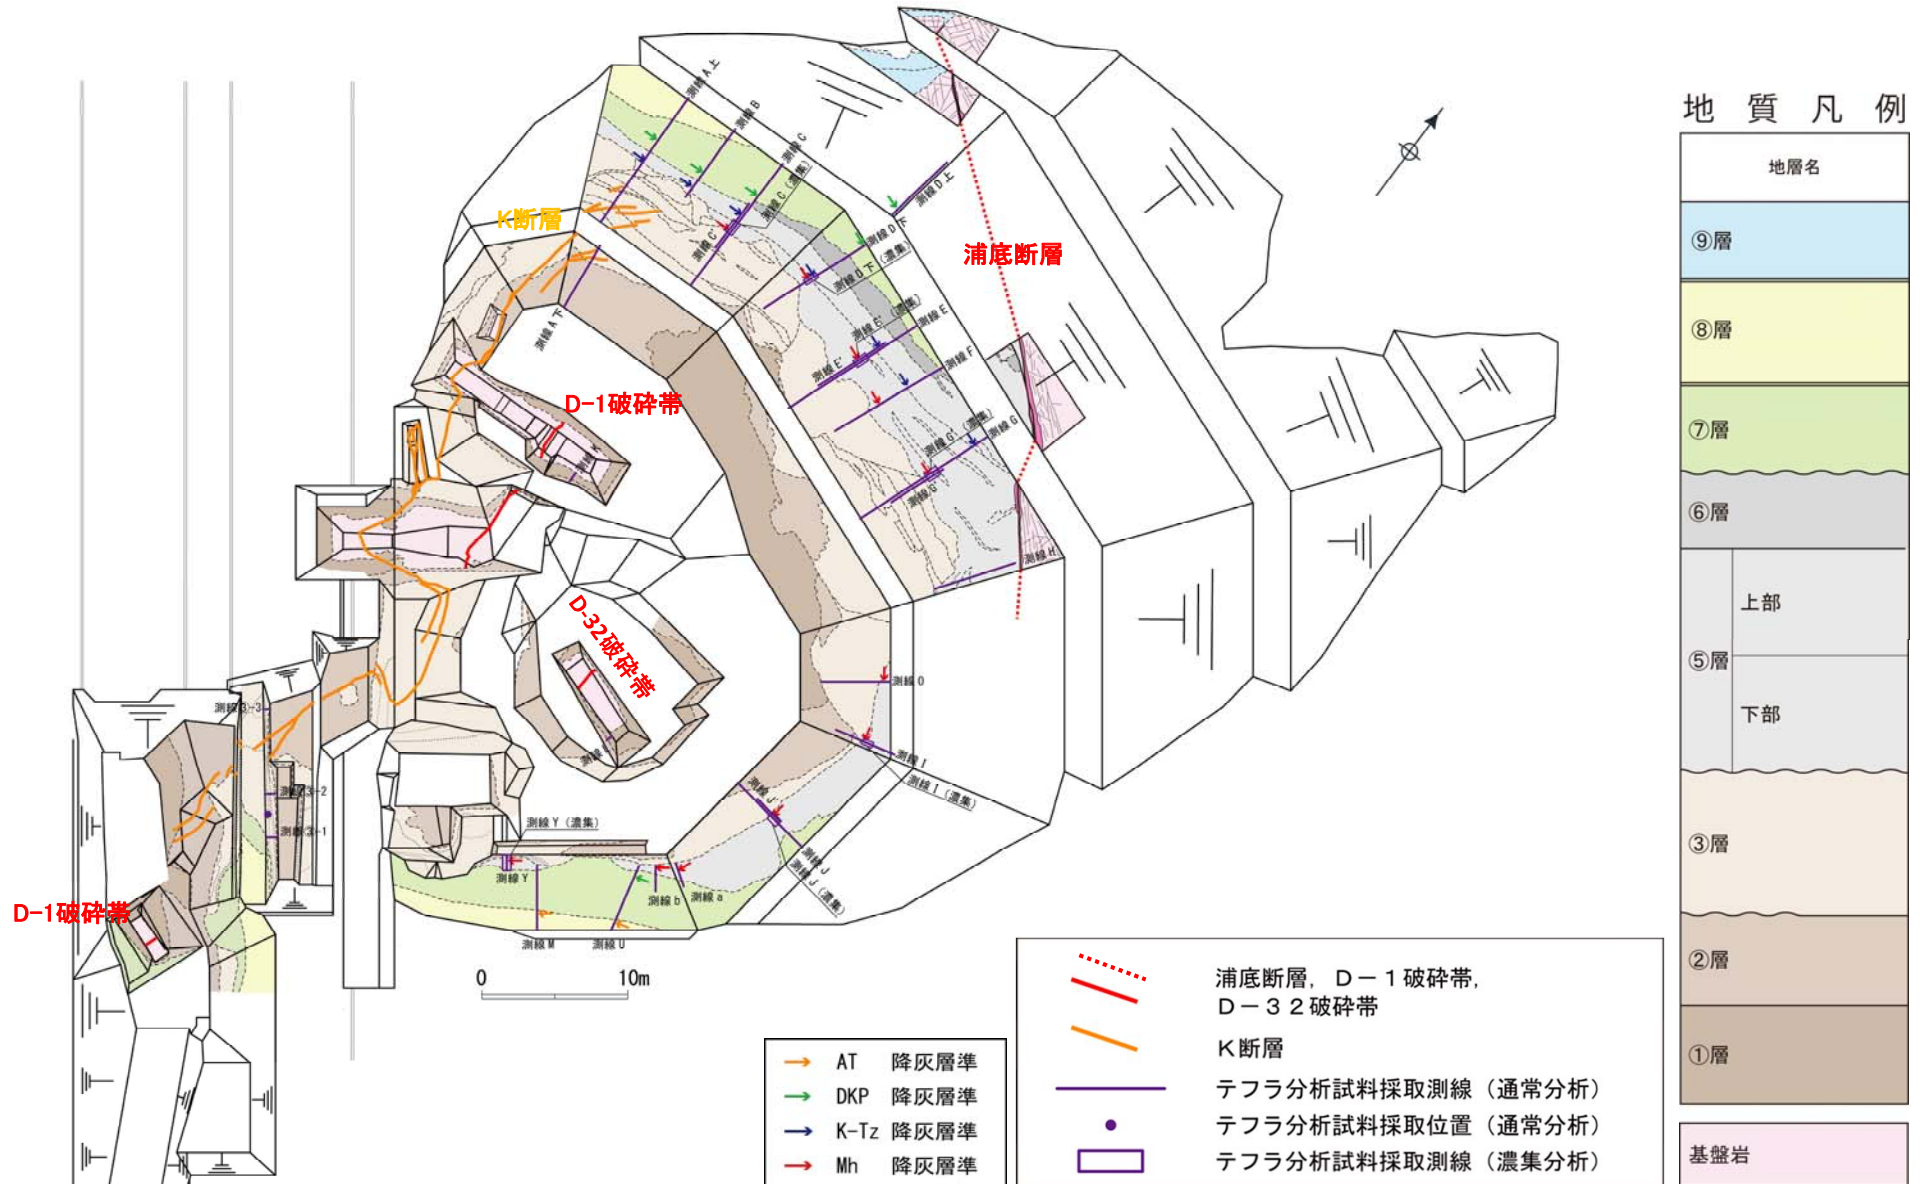 測線A上
測線B
測線C
測線C（濃集）
測線C'
測線D上
測線D下
測線D下（濃集）
K断層
浦底断層
測線A下
測線E'（濃集）
測線E
測線E'
測線F
D-1破砕帯
測線G'（濃集）
測線G
測線G'
測線H
D-32破砕帯
測線O
測線I
測線I（濃集）
測線③-3
測線③-2
測線③-1
測線J'
測線J
測線J（濃集）
測線Y（濃集）
測線Y
測線b
測線a
測線M
測線U
D-1破砕帯
0 10m
AT 降灰層準
DKP 降灰層準
K-Tz 降灰層準
Mh 降灰層準
浦底断層，Ｄ－１破砕帯，
Ｄ－３２破砕帯
K断層
テフラ分析試料採取測線（通常分析）
テフラ分析試料採取位置（通常分析）
テフラ分析試料採取測線（濃集分析）
地質凡例
地層名
⑨層
⑧層
⑦層
⑥層
上部
⑤層
下部
③層
②層
①層
基盤岩